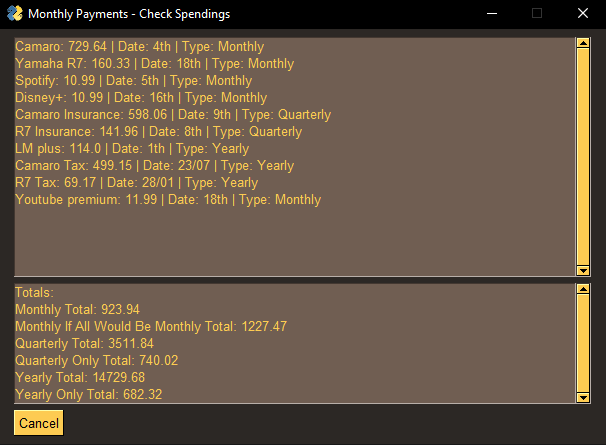 Monthly Payments - Check Spendings
Camaro: 729.64 | Date: 4th | Type: Monthly
Yamaha R7: 160.33 | Date: 18th | Type: Monthly
Spotify: 10.99 | Date: 5th | Type: Monthly
Disney+: 10.99 | Date: 16th | Type: Monthly
Camaro Insurance: 598.06 | Date: 9th | Type: Quarterly
R7 Insurance: 141.96 | Date: 8th | Type: Quarterly
LM plus: 114.0 | Date: 1th | Type: Yearly
Camaro Tax: 499.15 | Date: 23/07 | Type: Yearly
R7 Tax: 69.17 | Date: 28/01 | Type: Yearly
Youtube premium: 11.99 | Date: 18th | Type: Monthly
Totals:
Monthly Total: 923.94
Monthly If All Would Be Monthly Total: 1227.47
Quarterly Total: 3511.84
Quarterly Only Total: 740.02
Yearly Total: 14729.68
Yearly Only Total: 682.32
Cancel